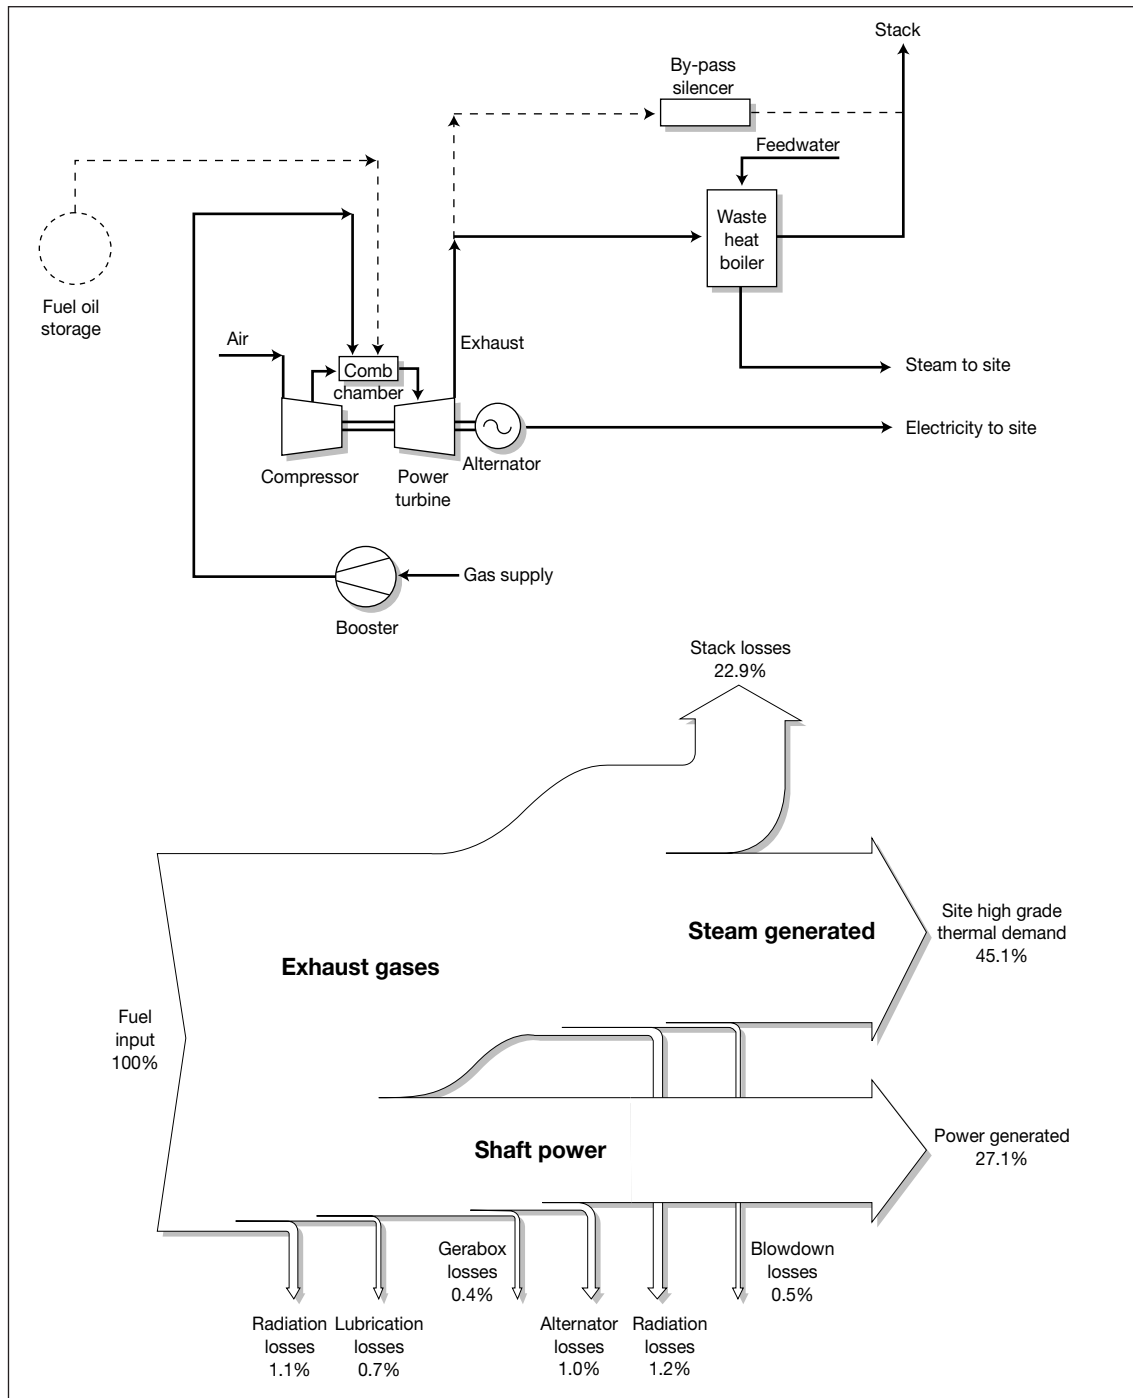 Stack
By-pass
silencer
Feedwater
Waste
heat
boiler
Fuel oil
storage
Air
Exhaust
Comb
chamber
Steam to site
Electricity to site
Compressor
Power
turbine
Alternator
Gas supply
Booster
Stack losses
22.9%
Steam generated
Site high grade
thermal demand
45.1%
Exhaust gases
Fuel
input
100%
Shaft power
Power generated
27.1%
Gerabox
losses
0.4%
Blowdown
losses
0.5%
Radiation
losses
1.1%
Lubrication
losses
0.7%
Alternator
losses
1.0%
Radiation
losses
1.2%